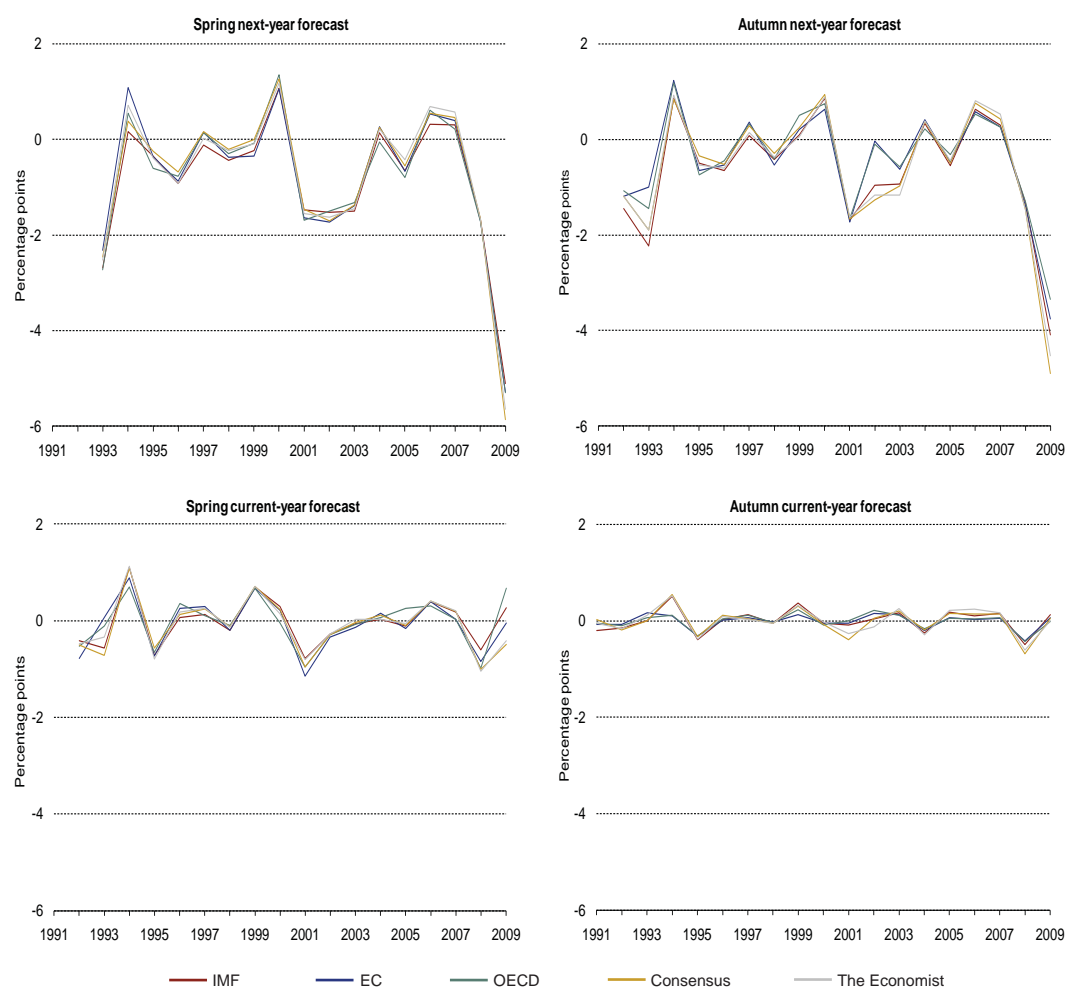 Spring next-year forecast
Percentage points
2
0
-2
-4
-6
1991 1993 1995 1997 1999 2001 2003 2005 2007 2009
Autumn next-year forecast
Percentage points
2
0
-2
-4
-6
1991 1993 1995 1997 1999 2001 2003 2005 2007 2009
Spring current-year forecast
Percentage points
2
0
-2
-4
-6
1991 1993 1995 1997 1999 2001 2003 2005 2007 2009
Autumn current-year forecast
Percentage points
2
0
-2
-4
-6
1991 1993 1995 1997 1999 2001 2003 2005 2007 2009
IMF EC OECD Consensus The Economist